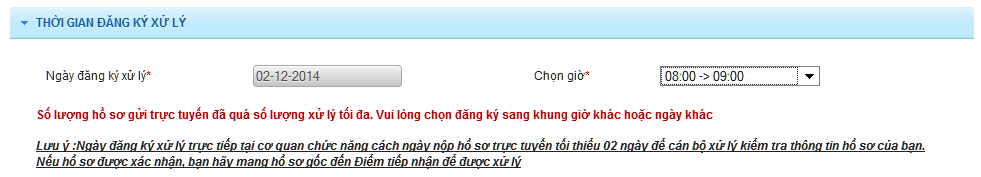 THỜI GIAN ĐĂNG KÝ XỬ LÝ
Ngày đăng ký xử lý* 02-12-2014 Chọn giờ* 08:00 -> 09:00
Số lượng hồ sơ gửi trực tuyến đã quá số lượng xử lý tối đa. Vui lòng chọn đăng ký sang khung giờ khác hoặc ngày khác
Lưu ý :Ngày đăng ký xử lý trực tiếp tại cơ quan chức năng cách ngày nộp hồ sơ trực tuyến tối thiểu 02 ngày để cán bộ xử lý kiểm tra thông tin hồ sơ của bạn.
Nếu hồ sơ được xác nhận, bạn hãy mang hồ sơ gốc đến Điểm tiếp nhận để được xử lý